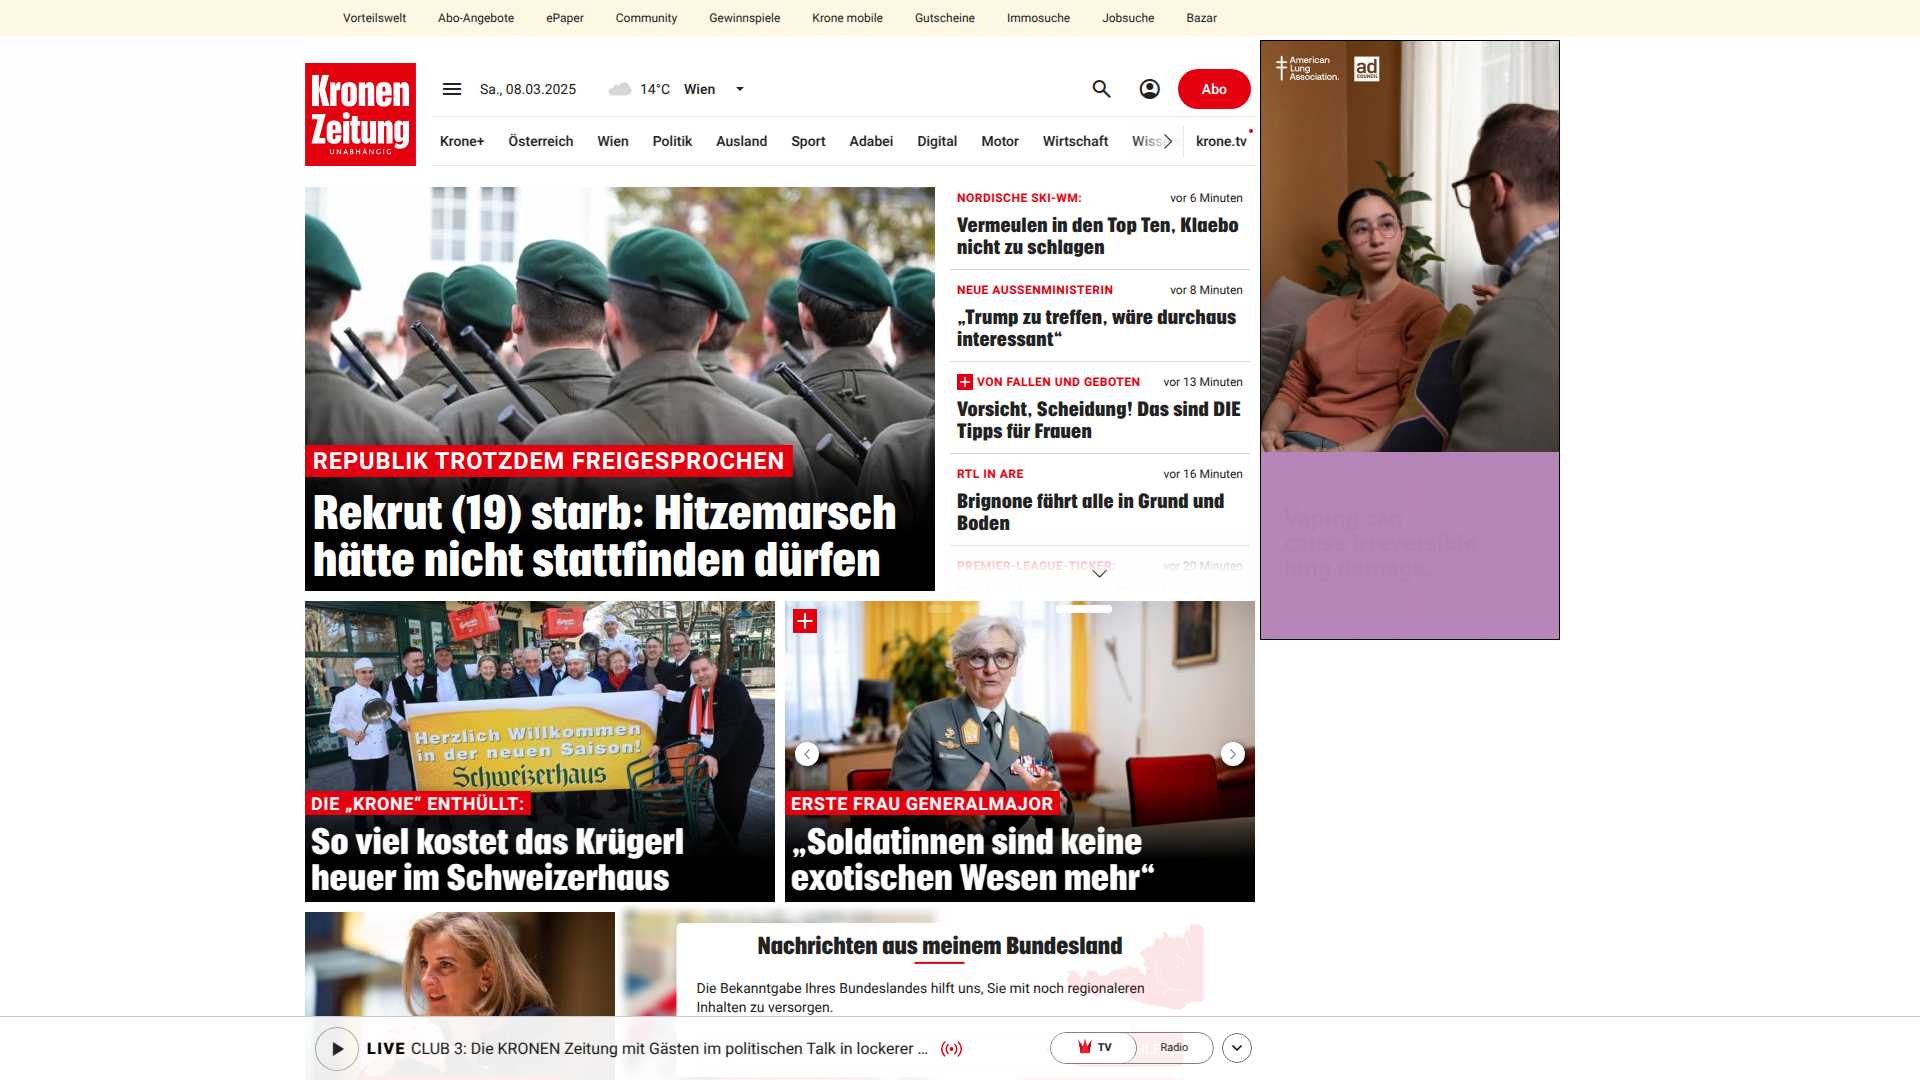 Vorteilswelt Abo-Angebote ePaper Community Gewinnspiele Krone mobile Gutscheine Immosuche Jobsuche Bazar
Kronen
Zeitung
UNABHÄNGIG
Sa., 08.03.2025 14°C Wien Abo
Krone+ Österreich Wien Politik Ausland Sport Adabei Digital Motor Wirtschaft Wiss krone.tv
REPUBLIK TROTZDEM FREIGESPROCHEN
Rekrut (19) starb: Hitzemarsch
hätte nicht stattfinden dürfen
NORDISCHE SKI-WM: vor 6 Minuten
Vermeulen in den Top Ten, Klaebo
nicht zu schlagen
NEUE AUSSENMINISTERIN vor 8 Minuten
„Trump zu treffen, wäre durchaus
interessant“
VON FALLEN UND GEBOTEN vor 13 Minuten
Vorsicht, Scheidung! Das sind DIE
Tipps für Frauen
RTL IN ARE vor 16 Minuten
Brignone fährt alle in Grund und
Boden
PREMIER-LEAGUE-TICKER: vor 20 Minuten
American
Lung
Association.
ad
COUNCIL
Vaping can
cause irreversible
lung damage.
Herzlich Willkommen
in der neuen Saison!
Schweizerhaus
DIE „KRONE“ ENTHÜLLT:
So viel kostet das Krügerl
heuer im Schweizerhaus
ERSTE FRAU GENERALMAJOR
„Soldatinnen sind keine
exotischen Wesen mehr“
Nachrichten aus meinem Bundesland
Die Bekanntgabe Ihres Bundeslandes hilft uns, Sie mit noch regionaleren
Inhalten zu versorgen.
LIVE CLUB 3: Die KRONEN Zeitung mit Gästen im politischen Talk in lockerer ...
TV Radio